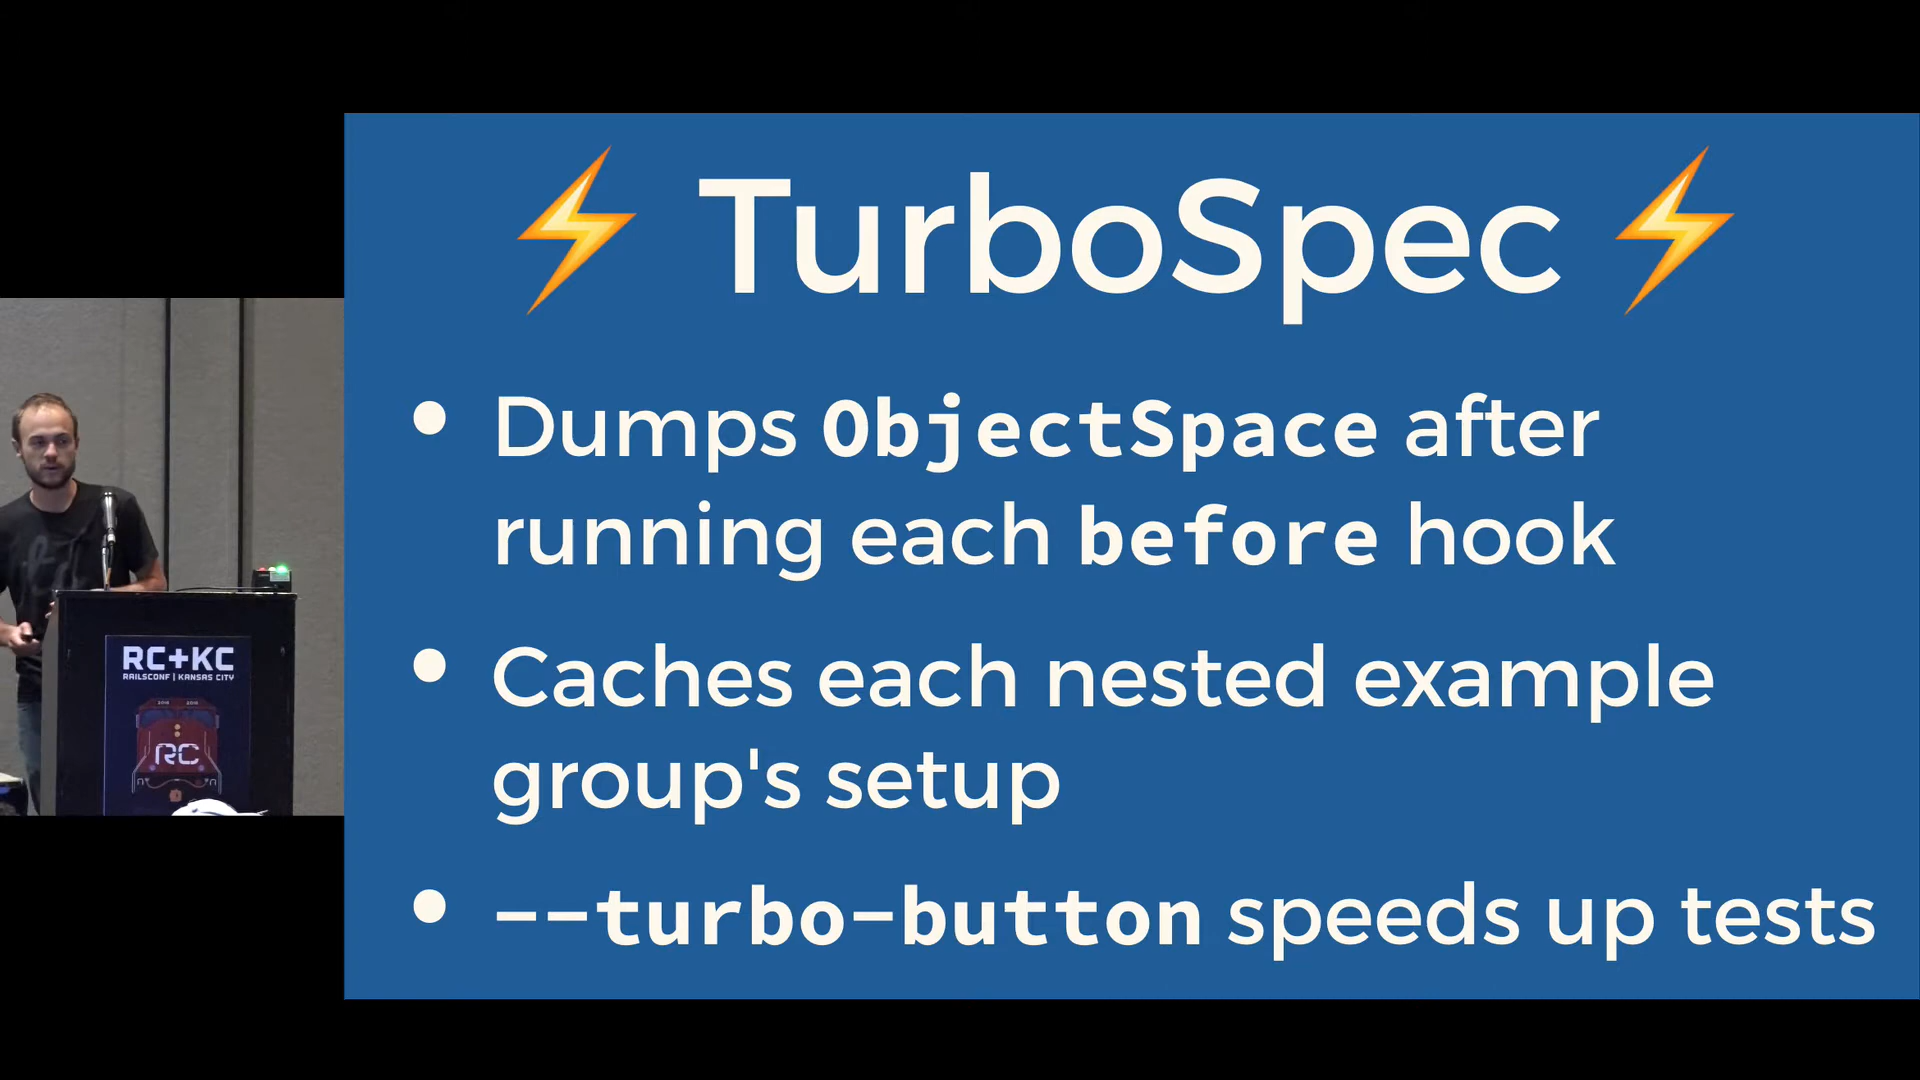 ⚡ TurboSpec ⚡
• Dumps ObjectSpace after
running each before hook
• Caches each nested example
group's setup
• --turbo-button speeds up tests
RC+KC
RAILSCONF | KANSAS CITY
RC